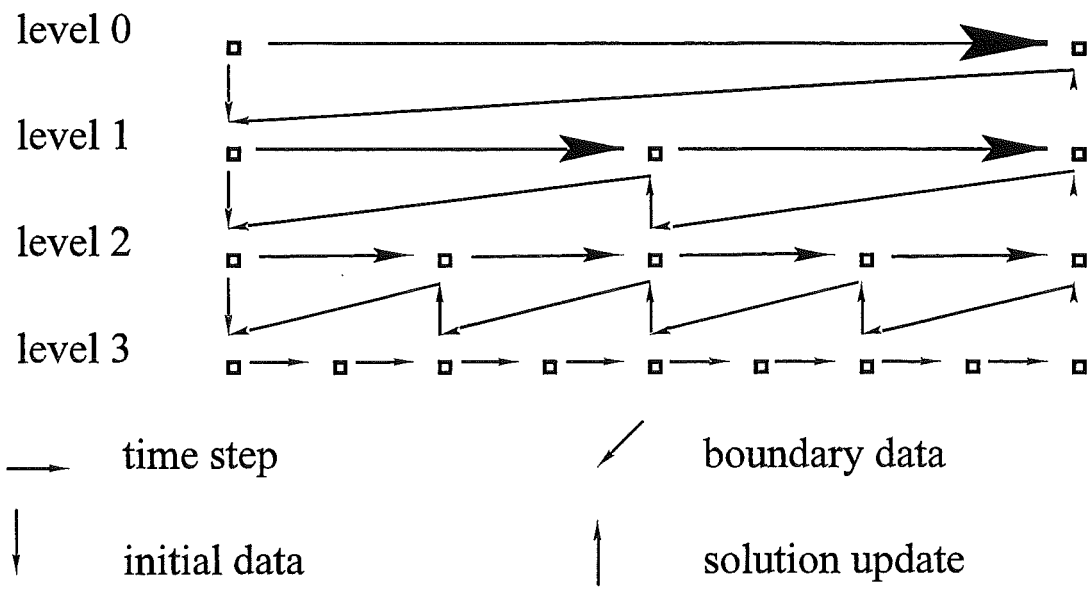 level 0
level 1
level 2
level 3
time step
boundary data
initial data
solution update